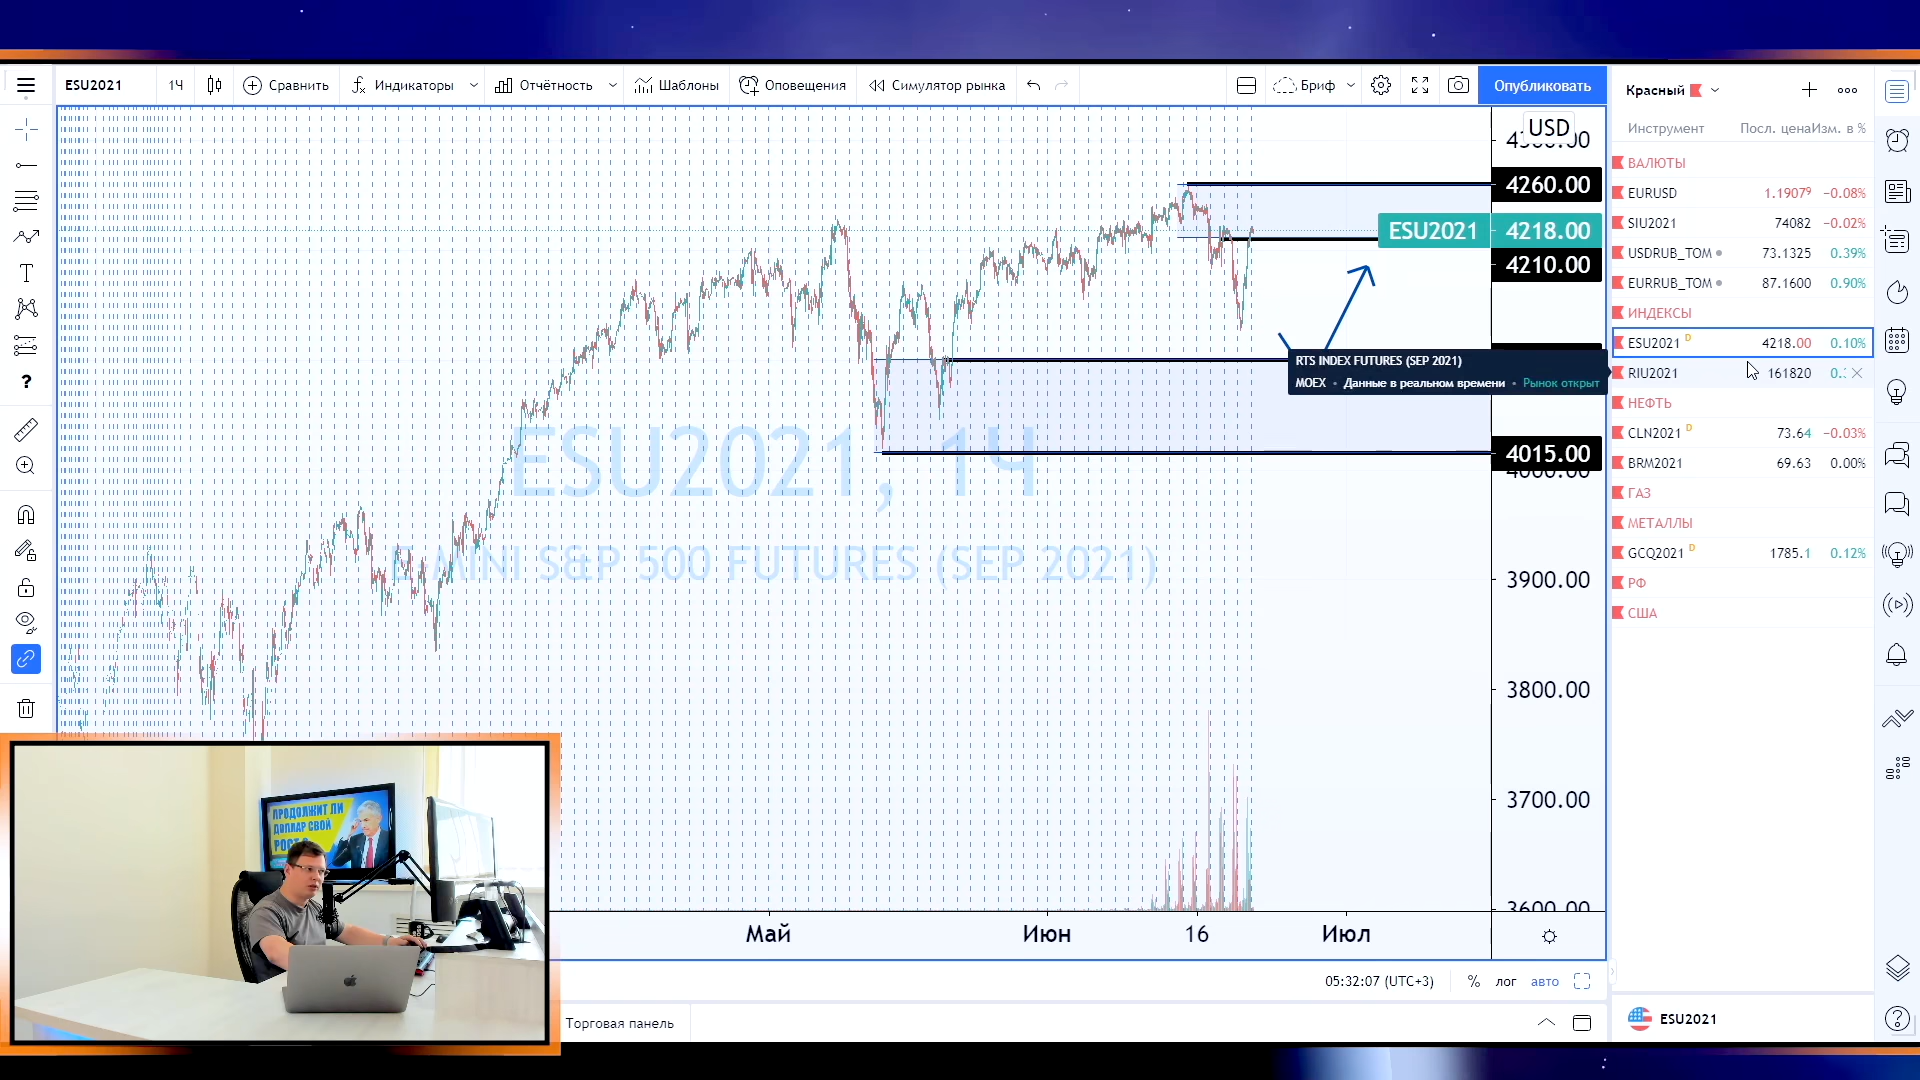 ESU2021 1Ч Сравнить Индикаторы Отчётность Шаблоны Оповещения Симулятор рынка Бриф Опубликовать
Красный
Инструмент Посл. цена Изм. в %
USD
4260.00
ESU2021 4218.00
4210.00
4015.00
3900.00
3800.00
3700.00
ESU2021, 1Ч
MINI S&P 500 FUTURES (SEP 2021)
RTS INDEX FUTURES (SEP 2021)
MOEX • Данные в реальном времени • Рынок открыт
ВАЛЮТЫ
EURUSD 1.19079 −0.08%
SIU2021 74082 −0.02%
USDRUB_TOM 73.1325 0.39%
EURRUB_TOM 87.1600 0.90%
ИНДЕКСЫ
ESU2021 D 4218.00 0.10%
RIU2021 161820
НЕФТЬ
CLN2021 D 73.64 −0.03%
BRM2021 69.63 0.00%
ГАЗ
МЕТАЛЛЫ
GCQ2021 D 1785.1 0.12%
РФ
США
Май Июн 16 Июл
05:32:07 (UTC+3) % лог авто
Торговая панель
ESU2021
ПРОДОЛЖИТ ЛИ
ДОЛЛАР СВОЙ